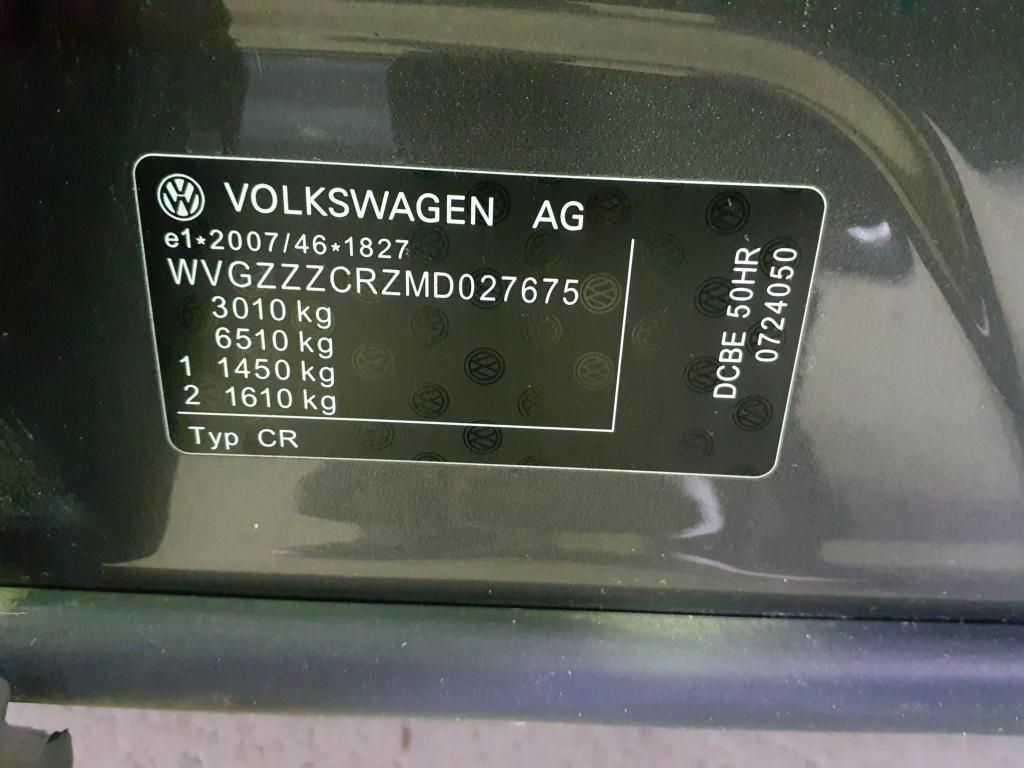 VOLKSWAGEN AG
e1*2007/46*1827
WVGZZZCRZMD027675
3010 kg
6510 kg
1 1450 kg
2 1610 kg
Typ CR
DCBE 50HR
0724050